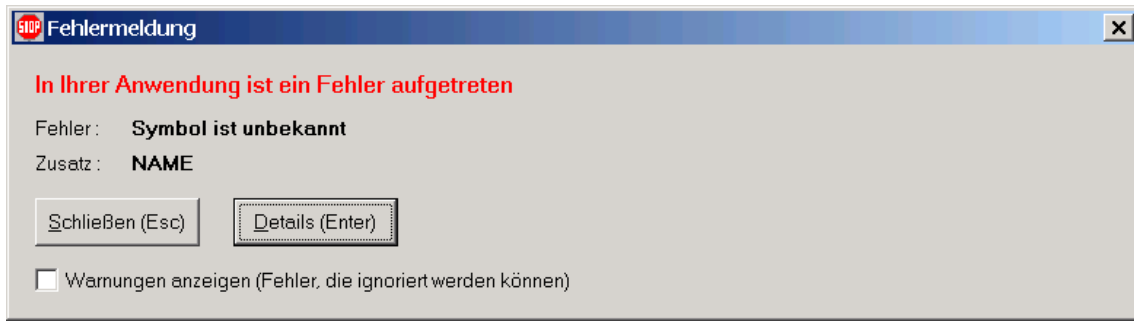 STOP Fehlermeldung
In Ihrer Anwendung ist ein Fehler aufgetreten
Fehler: Symbol ist unbekannt
Zusatz: NAME
Schließen (Esc) Details (Enter)
Warnungen anzeigen (Fehler, die ignoriert werden können)